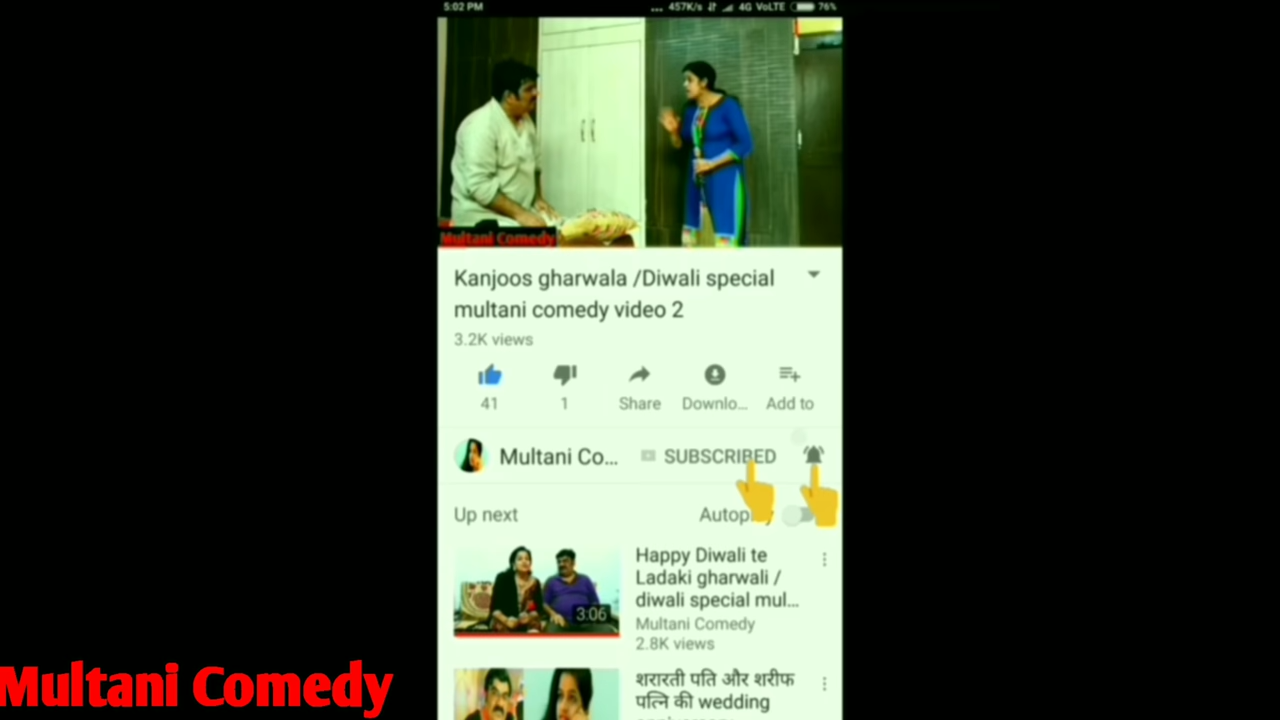 5:02 PM
... 457K/s 4G VoLTE 76%
Multani Comedy
Kanjoos gharwala /Diwali special
multani comedy video 2
3.2K views
41 1 Share Downlo... Add to
Multani Co... SUBSCRIBED
Up next
Happy Diwali te
Ladaki gharwali /
diwali special mul...
Multani Comedy
2.8K views
3:06
शरारती पति और शरीफ
पत्नि की wedding
Multani Comedy